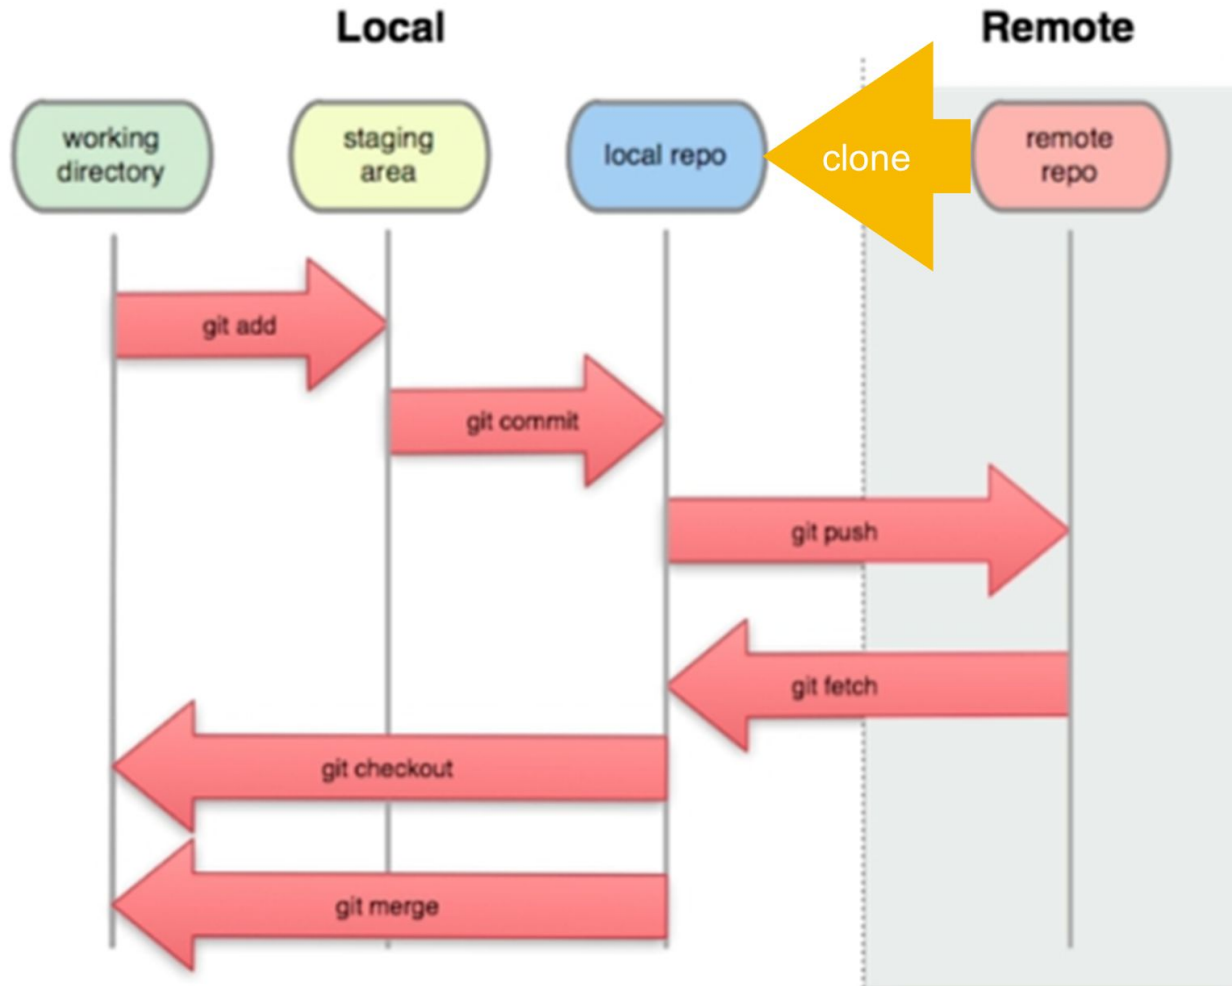 Local
Remote
working
directory
staging
area
local repo
clone
remote
repo
git add
git commit
git push
git fetch
git checkout
git merge